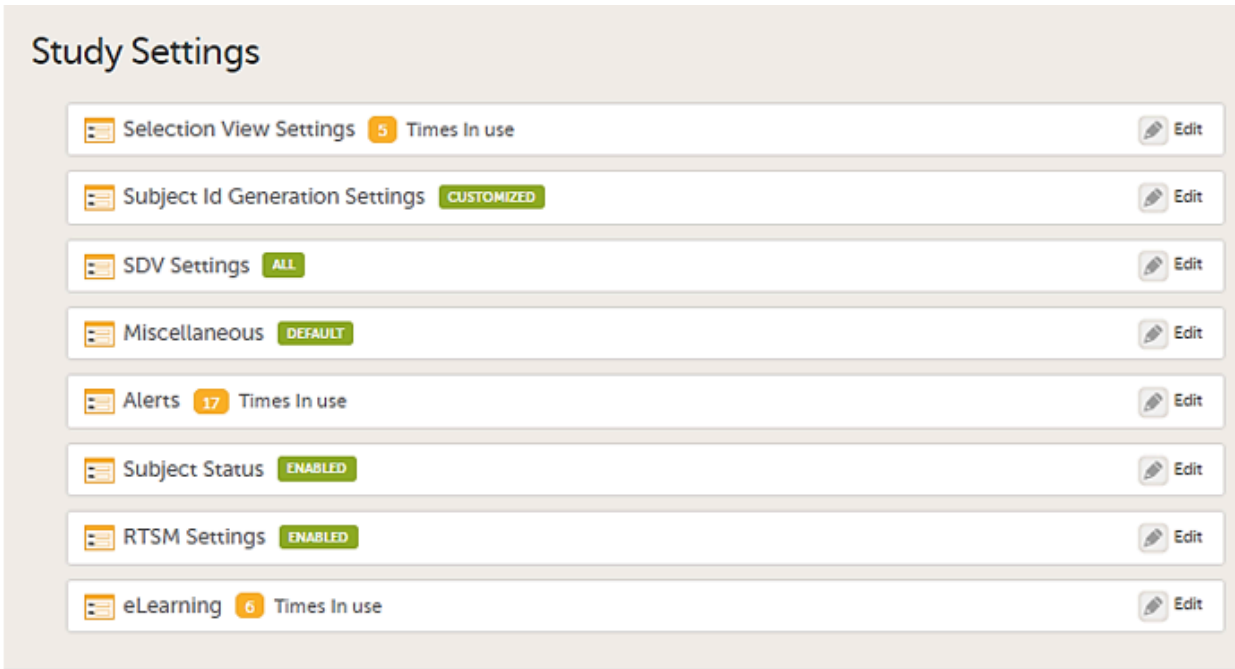 Study Settings
Selection View Settings 5 Times In use Edit
Subject Id Generation Settings CUSTOMIZED Edit
SDV Settings ALL Edit
Miscellaneous DEFAULT Edit
Alerts 17 Times In use Edit
Subject Status ENABLED Edit
RTSM Settings ENABLED Edit
eLearning 6 Times In use Edit